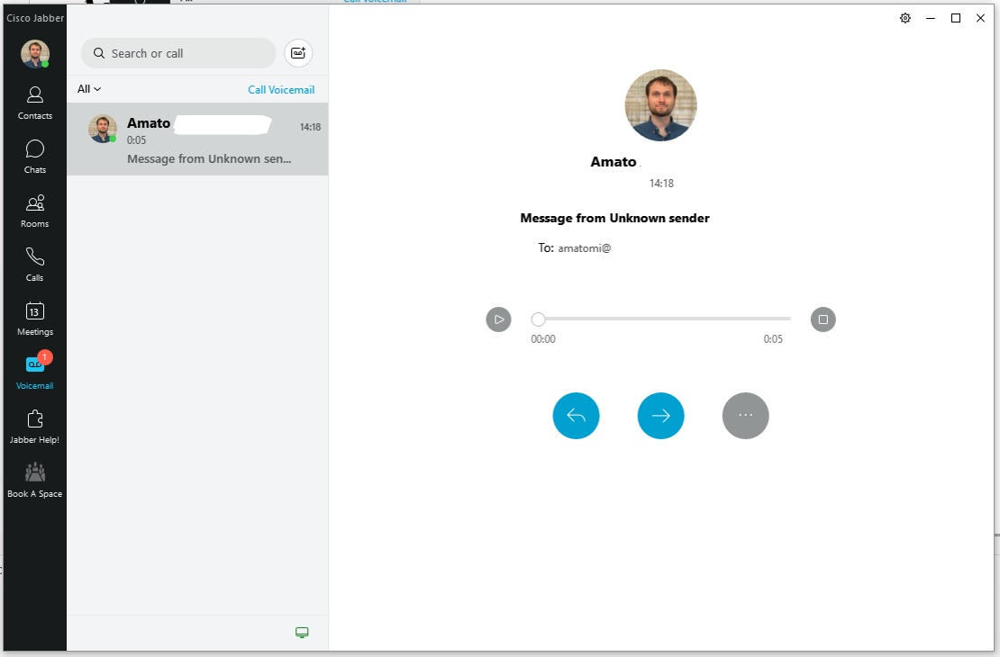 Cisco Jabber
Search or call
All
Call Voicemail
Contacts
Amato
14:18
0:05
Message from Unknown sen...
Chats
Rooms
Calls
13
Meetings
1
Voicemail
Jabber Help!
Book A Space
Amato
14:18
Message from Unknown sender
To: amatomi@
00:00
0:05